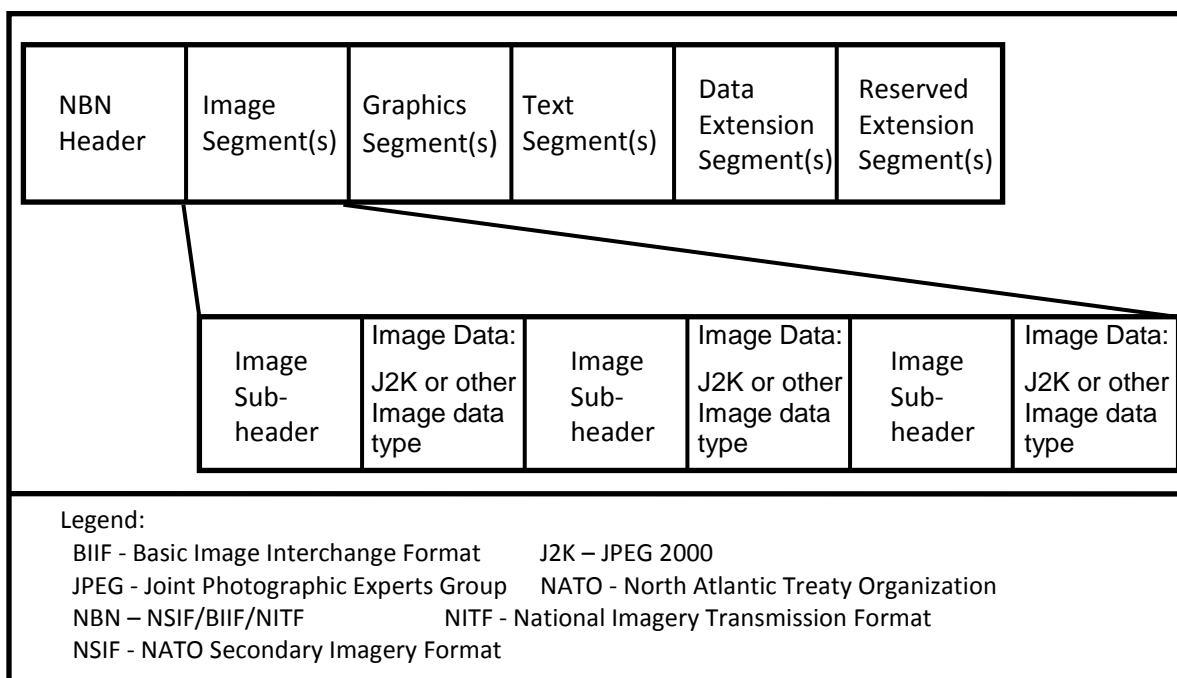 NBN
Header
Image
Segment(s)
Graphics
Segment(s)
Text
Segment(s)
Data
Extension
Segment(s)
Reserved
Extension
Segment(s)
Image
Sub-
header
Image Data:
J2K or other
Image data
type
Image
Sub-
header
Image Data:
J2K or other
Image data
type
Image
Sub-
header
Image Data:
J2K or other
Image data
type
Legend:
BIIF - Basic Image Interchange Format J2K – JPEG 2000
JPEG - Joint Photographic Experts Group NATO - North Atlantic Treaty Organization
NBN – NSIF/BIIF/NITF NITF - National Imagery Transmission Format
NSIF - NATO Secondary Imagery Format